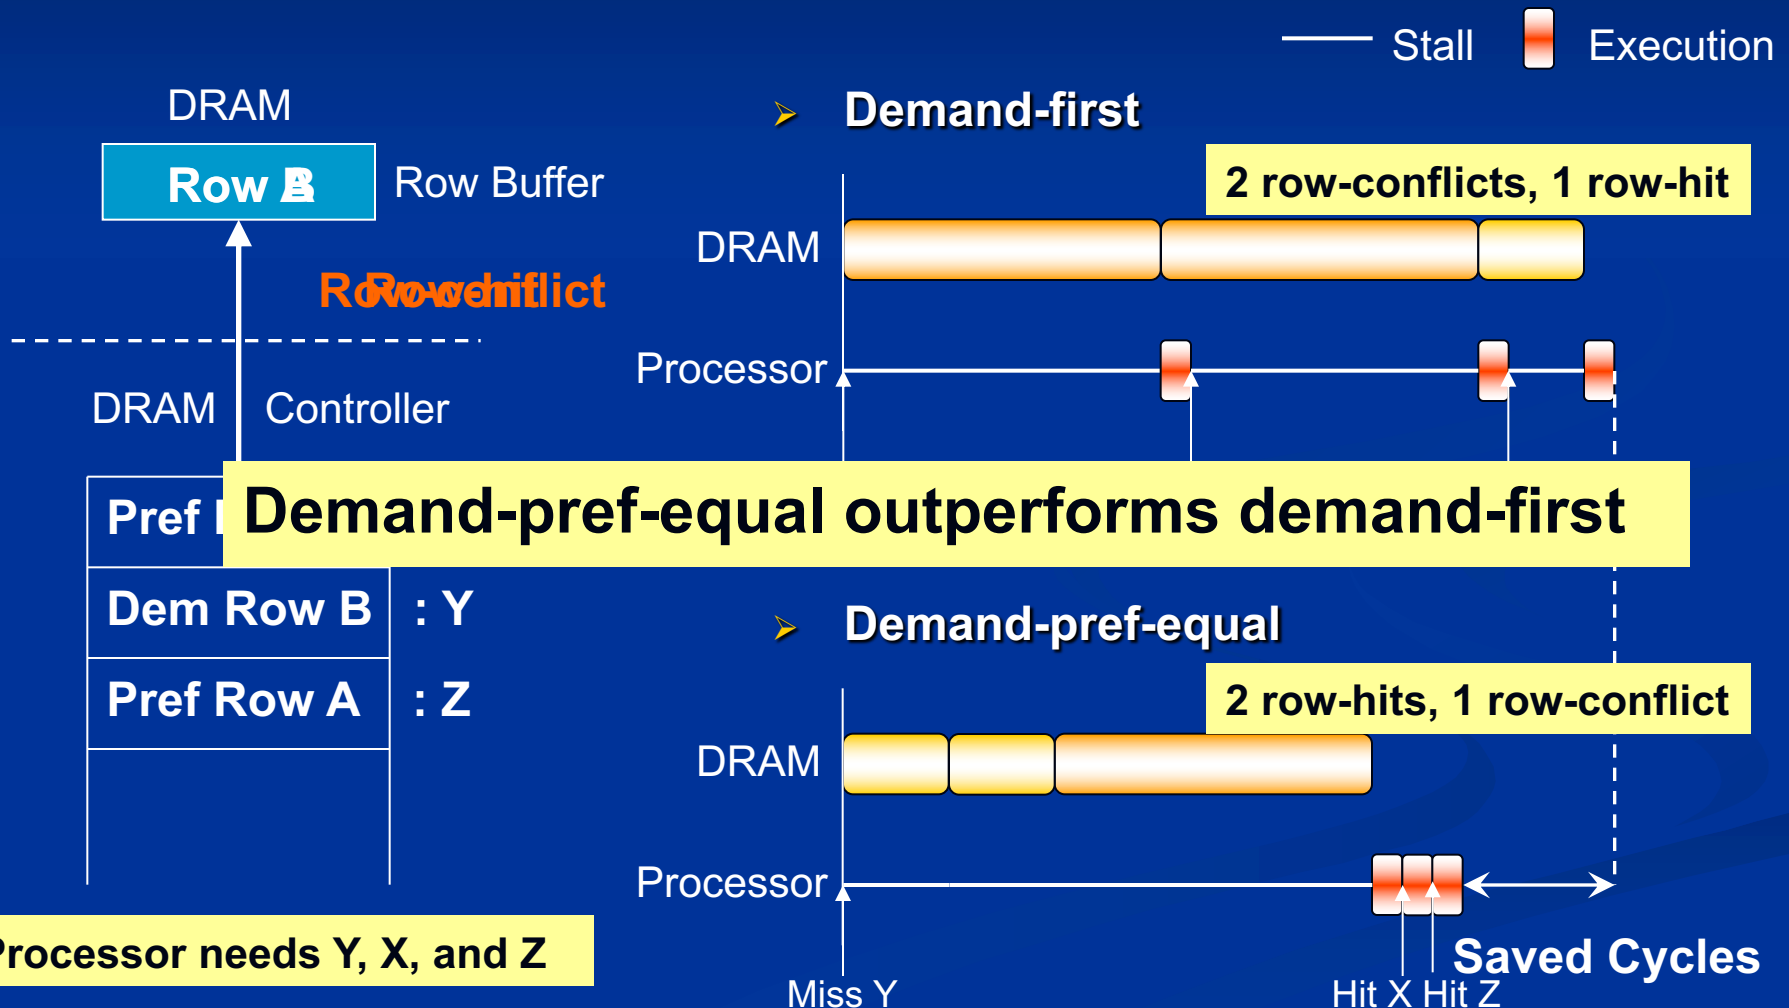 Stall Execution
DRAM
Row Buffer
DRAM Controller
Pref
Dem Row B : Y
Pref Row A : Z
Processor needs Y, X, and Z
Demand-first
2 row-conflicts, 1 row-hit
DRAM
Processor
Demand-pref-equal outperforms demand-first
Demand-pref-equal
2 row-hits, 1 row-conflict
DRAM
Processor
Saved Cycles
Miss Y Hit X Hit Z